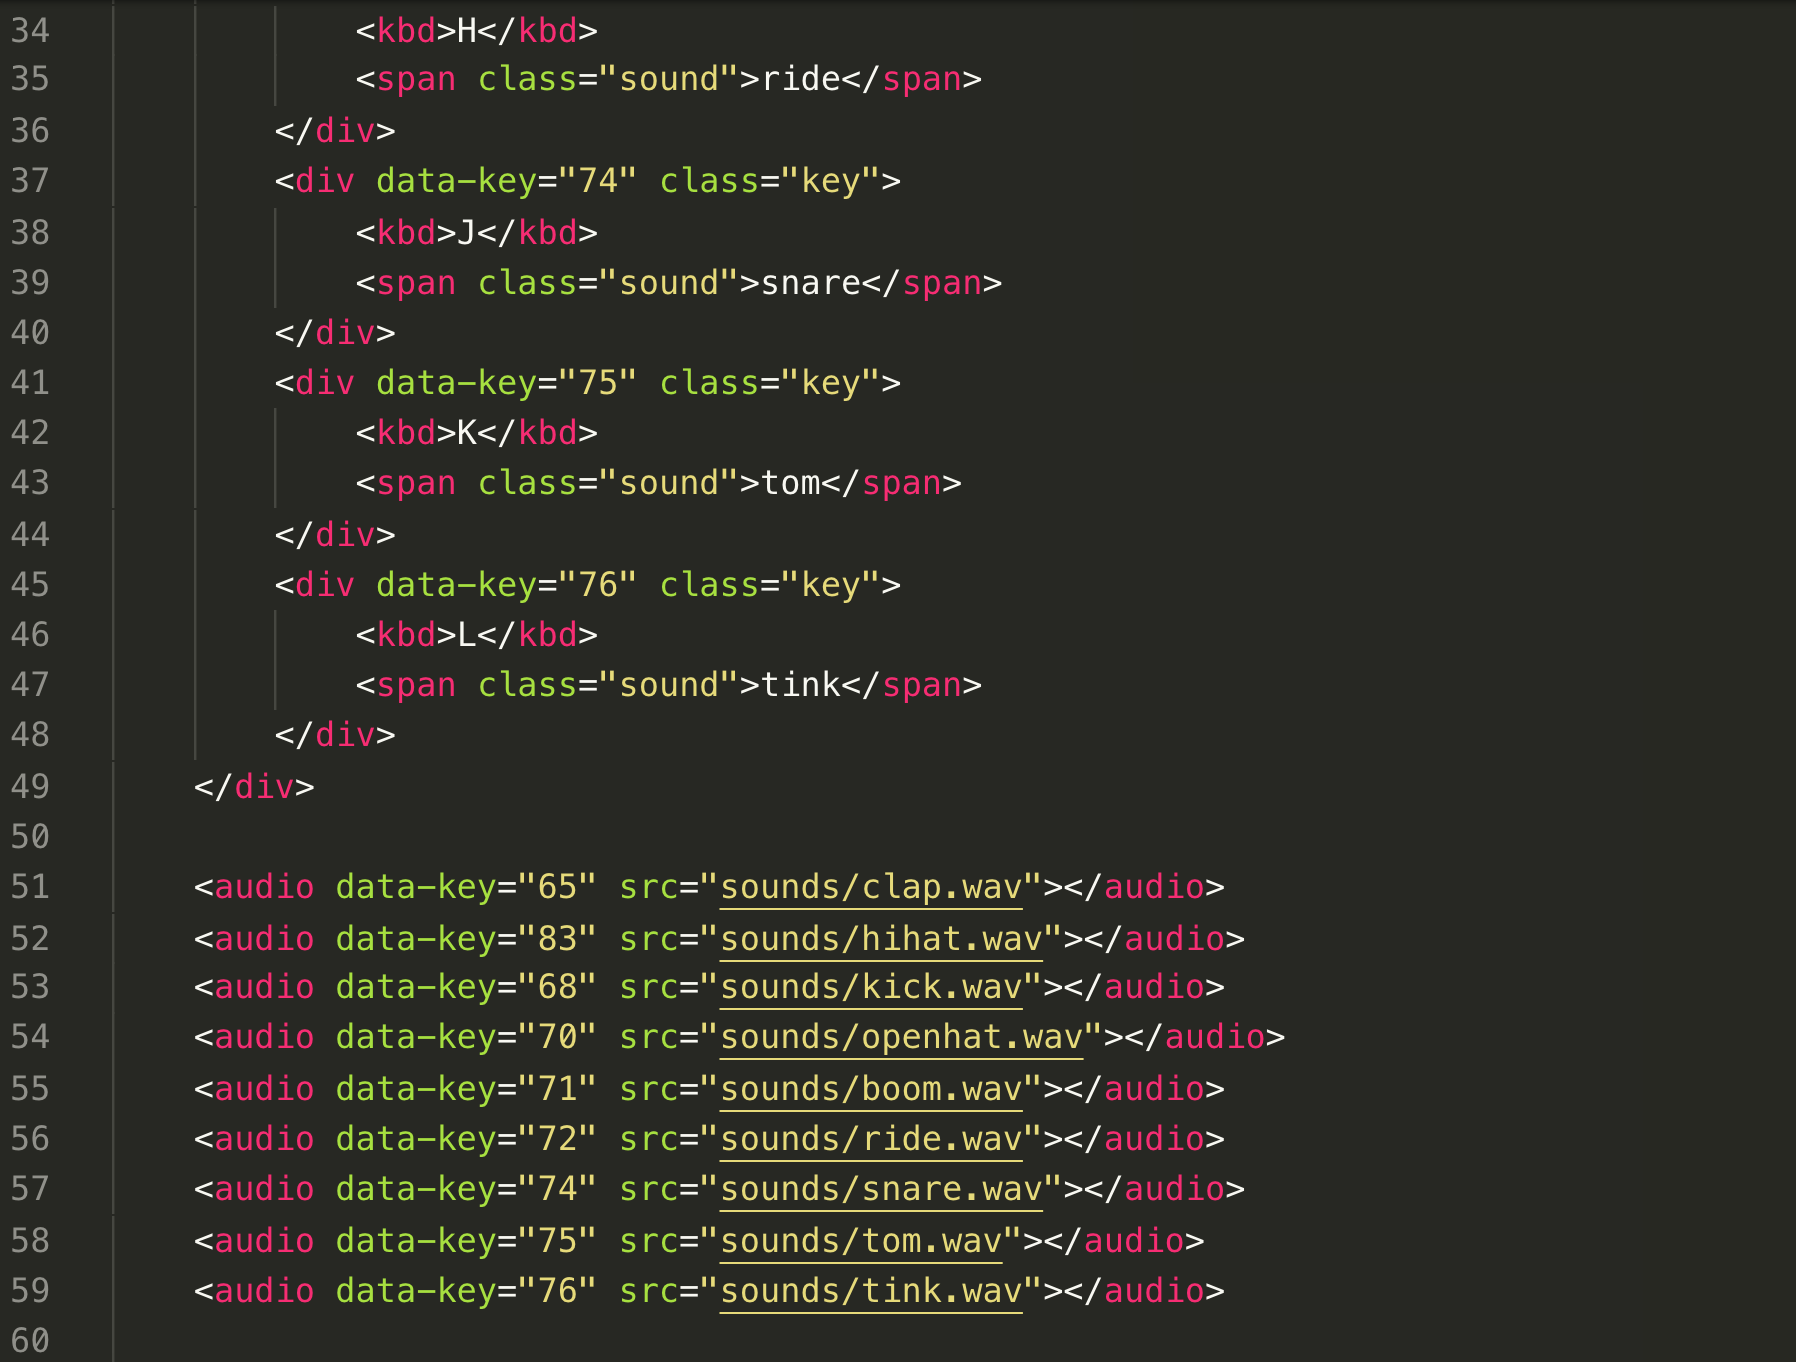 34 <kbd>H</kbd>
35 <span class="sound">ride</span>
36 </div>
37 <div data-key="74" class="key">
38 <kbd>J</kbd>
39 <span class="sound">snare</span>
40 </div>
41 <div data-key="75" class="key">
42 <kbd>K</kbd>
43 <span class="sound">tom</span>
44 </div>
45 <div data-key="76" class="key">
46 <kbd>L</kbd>
47 <span class="sound">tink</span>
48 </div>
49 </div>
50
51 <audio data-key="65" src="sounds/clap.wav"></audio>
52 <audio data-key="83" src="sounds/hihat.wav"></audio>
53 <audio data-key="68" src="sounds/kick.wav"></audio>
54 <audio data-key="70" src="sounds/openhat.wav"></audio>
55 <audio data-key="71" src="sounds/boom.wav"></audio>
56 <audio data-key="72" src="sounds/ride.wav"></audio>
57 <audio data-key="74" src="sounds/snare.wav"></audio>
58 <audio data-key="75" src="sounds/tom.wav"></audio>
59 <audio data-key="76" src="sounds/tink.wav"></audio>
60